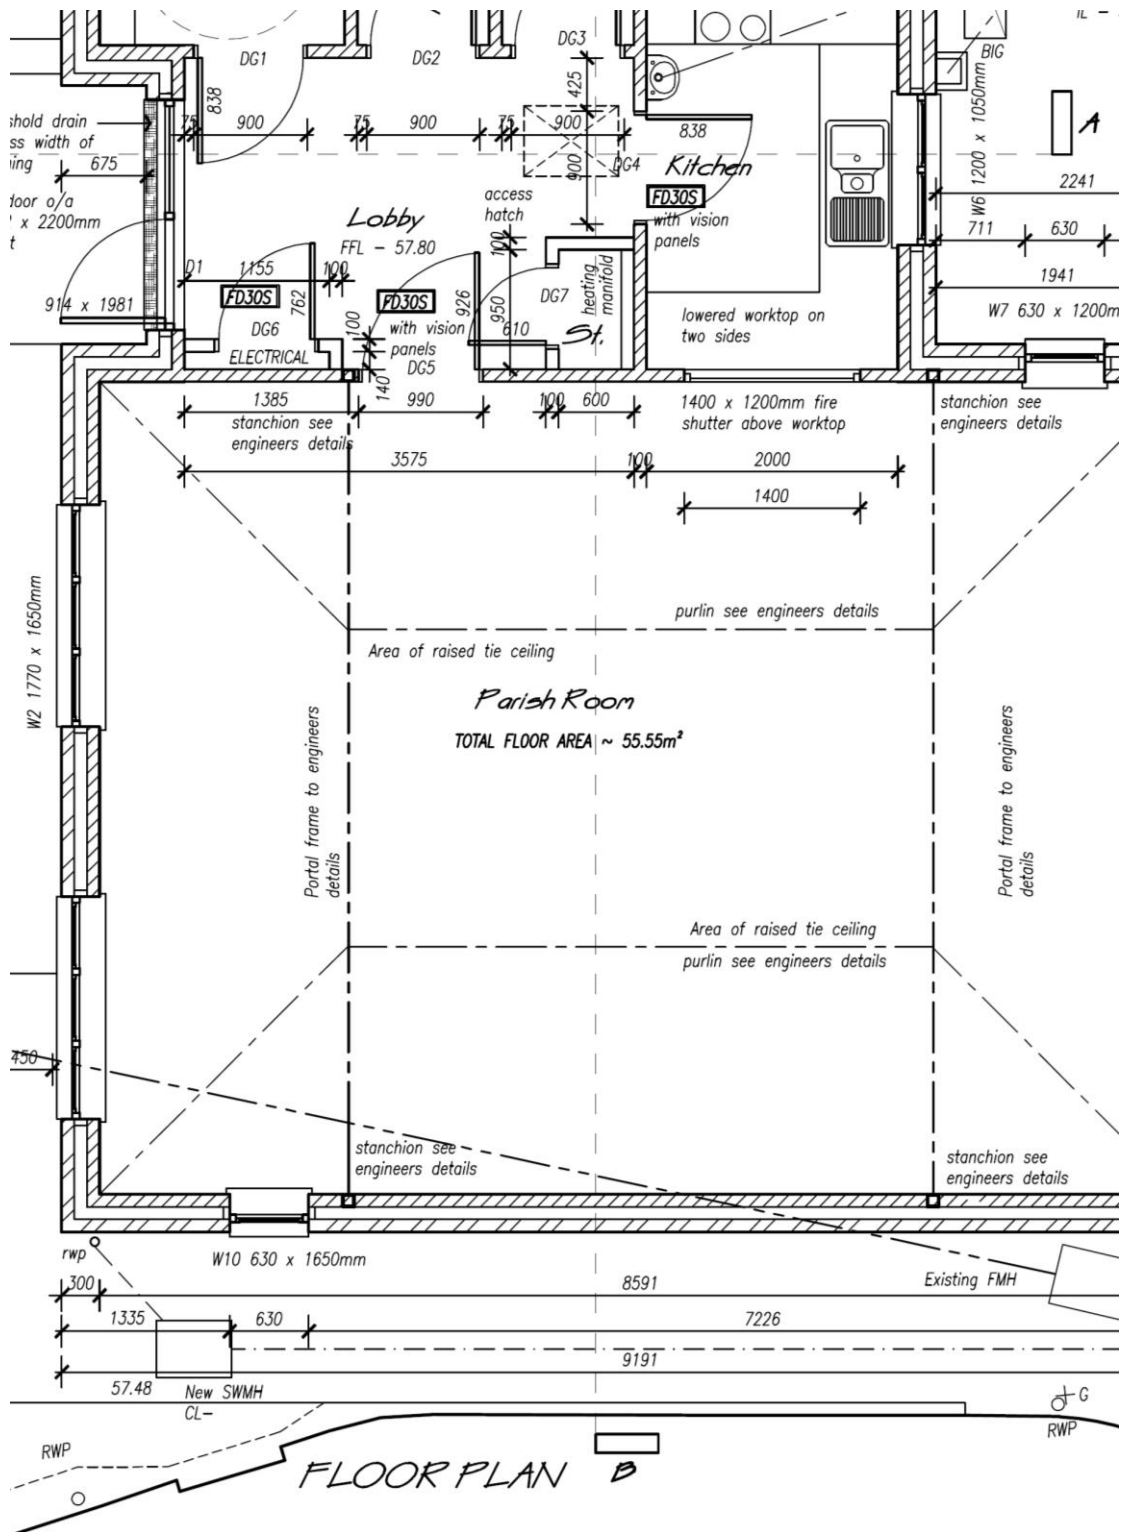 DG1
DG2
DG3
BIG
IL -
838
425
75
900
75
900
75
900
900
838
DG4
Kitchen
FD30S
with vision
panels
W6 1200 x 1050mm
A
2241
711
630
1941
W7 630 x 1200m
shold drain
ss width of
ing
675
door o/a
x 2200mm
t
914 x 1981
access
hatch
Lobby
FFL - 57.80
D1
1155
100
FD30S
762
DG6
ELECTRICAL
FD30S
with vision
panels
DG5
100
140
926
100
950
610
DG7
St.
heating
manifold
lowered worktop on
two sides
1385
990
100
600
1400 x 1200mm fire
shutter above worktop
stanchion see
engineers details
stanchion see
engineers details
3575
100
2000
1400
W2 1770 x 1650mm
purlin see engineers details
Area of raised tie ceiling
Parish Room
TOTAL FLOOR AREA ~ 55.55m²
Portal frame to engineers
details
Portal frame to engineers
details
Area of raised tie ceiling
purlin see engineers details
450
stanchion see
engineers details
stanchion see
engineers details
rwp
W10 630 x 1650mm
Existing FMH
300
8591
1335
630
7226
9191
57.48
New SWMH
CL-
G
RWP
RWP
FLOOR PLAN
B